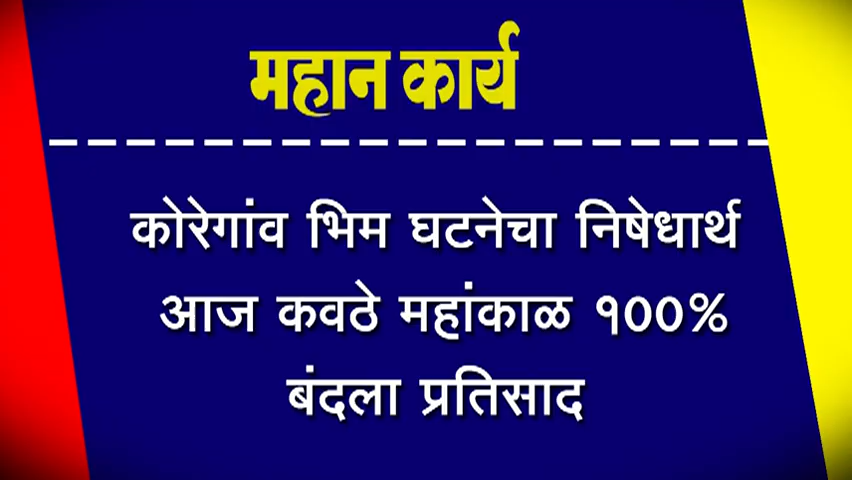 महान कार्य
कोरेगांव भिम घटनेचा निषेधार्थ
आज कवठे महांकाळ १००%
बंदला प्रतिसाद